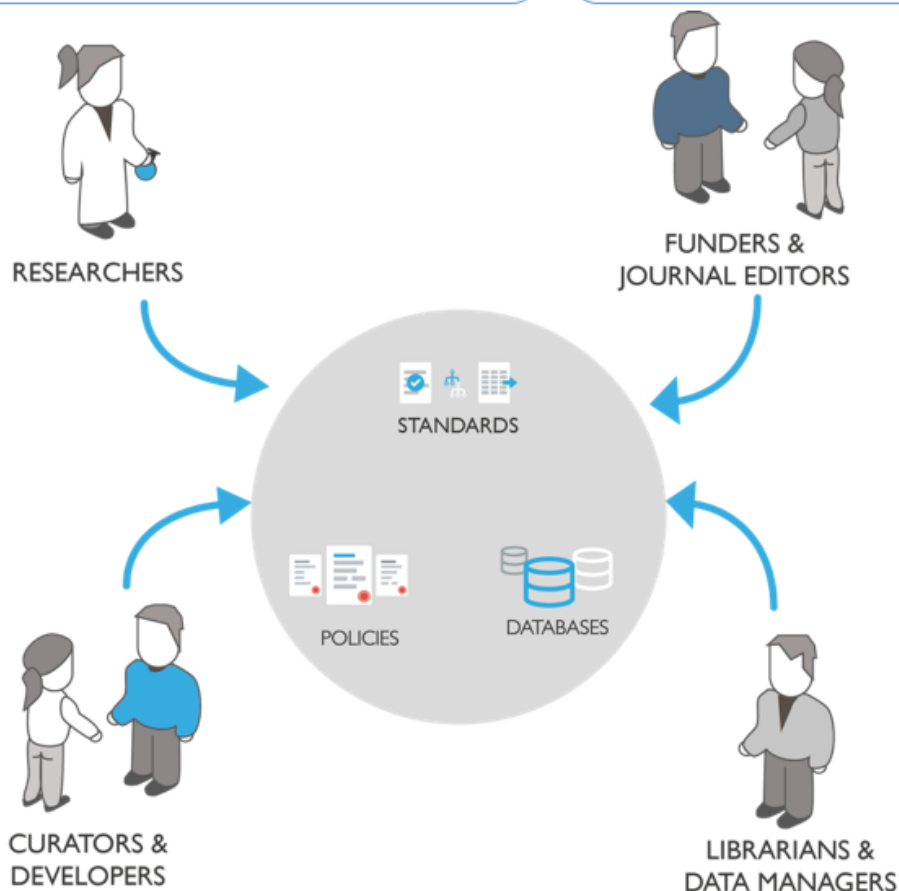 RESEARCHERS
FUNDERS &
JOURNAL EDITORS
STANDARDS
POLICIES
DATABASES
CURATORS &
DEVELOPERS
LIBRARIANS &
DATA MANAGERS